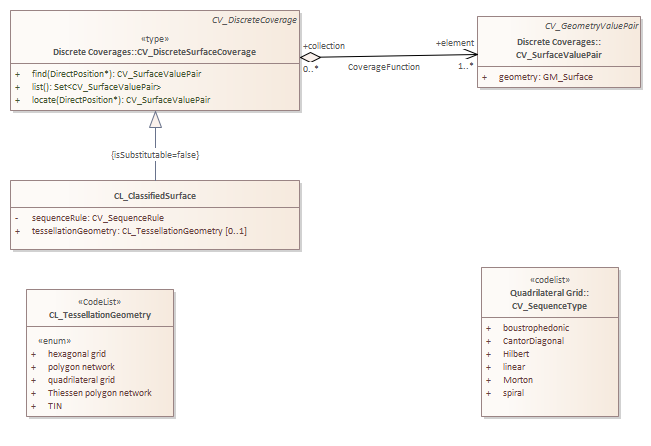 CV_DiscreteCoverage
«type»
Discrete Coverages::CV_DiscreteSurfaceCoverage
+ find(DirectPosition*): CV_SurfaceValuePair
+ list(): Set<CV_SurfaceValuePair>
+ locate(DirectPosition*): CV_SurfaceValuePair
+collection
0..*
CoverageFunction
+element
1..*
CV_GeometryValuePair
Discrete Coverages::
CV_SurfaceValuePair
+ geometry: GM_Surface
{isSubstitutable=false}
CL_ClassifiedSurface
- sequenceRule: CV_SequenceRule
+ tessellationGeometry: CL_TessellationGeometry [0..1]
«CodeList»
CL_TessellationGeometry
«enum»
+ hexagonal grid
+ polygon network
+ quadrilateral grid
+ Thiessen polygon network
+ TIN
«codelist»
Quadrilateral Grid::
CV_SequenceType
+ boustrophedonic
+ CantorDiagonal
+ Hilbert
+ linear
+ Morton
+ spiral